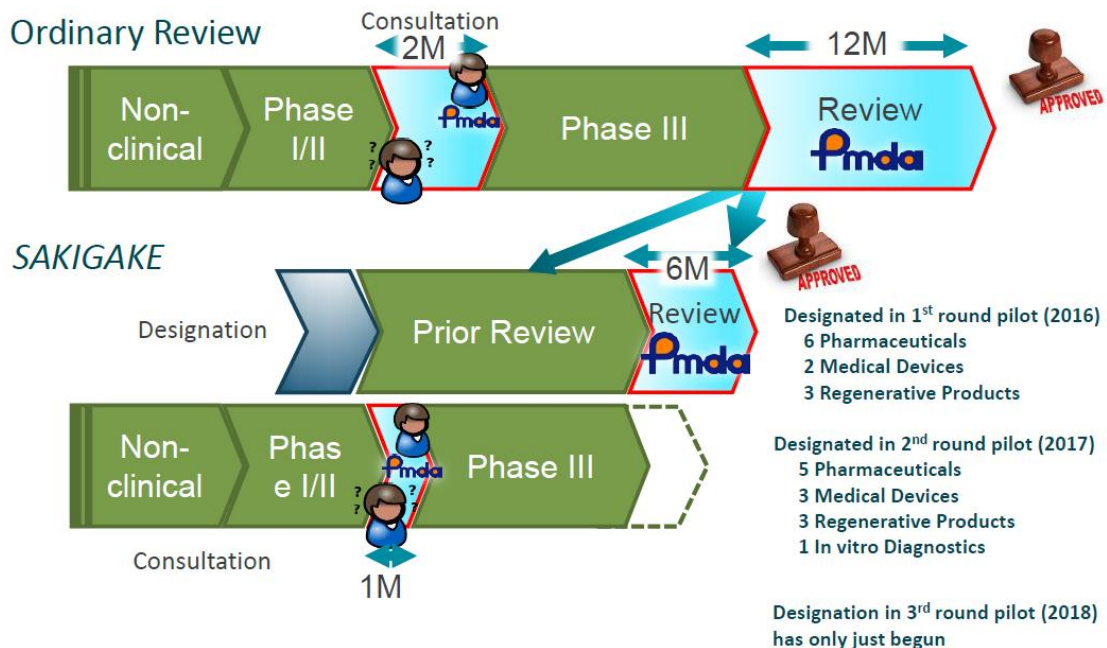 Ordinary Review
Consultation
2M
12M
Non-
clinical
Phase
I/II
? ?
? ?
Pmda
Phase III
Review
Pmda
APPROVED
SAKIGAKE
Designation
Prior Review
6M
Review
Pmda
APPROVED
Non-
clinical
Phas
e I/II
? ?
? ?
Pmda
Phase III
Consultation
1M
Designated in 1st round pilot (2016)
6 Pharmaceuticals
2 Medical Devices
3 Regenerative Products
Designated in 2nd round pilot (2017)
5 Pharmaceuticals
3 Medical Devices
3 Regenerative Products
1 In vitro Diagnostics
Designation in 3rd round pilot (2018)
has only just begun